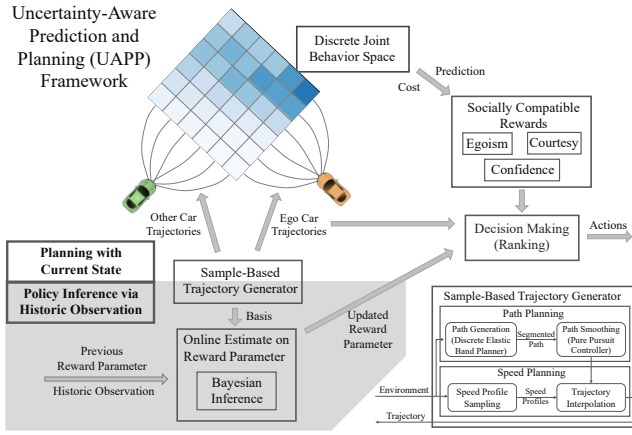 Uncertainty-Aware
Prediction and
Planning (UAPP)
Framework
Discrete Joint
Behavior Space
Prediction
Cost
Socially Compatible
Rewards
Egoism
Courtesy
Confidence
Other Car
Trajectories
Ego Car
Trajectories
Decision Making
(Ranking)
Actions
Planning with
Current State
Policy Inference via
Historic Observation
Sample-Based
Trajectory Generator
Basis
Updated
Reward
Parameter
Online Estimate on
Reward Parameter
Bayesian
Inference
Previous
Reward Parameter
Historic Observation
Sample-Based Trajectory Generator
Path Planning
Path Generation
(Discrete Elastic
Band Planner)
Segmented
Path
Path Smoothing
(Pure Pursuit
Controller)
Speed Planning
Environment
Speed Profile
Sampling
Speed
Profiles
Trajectory
Interpolation
Trajectory